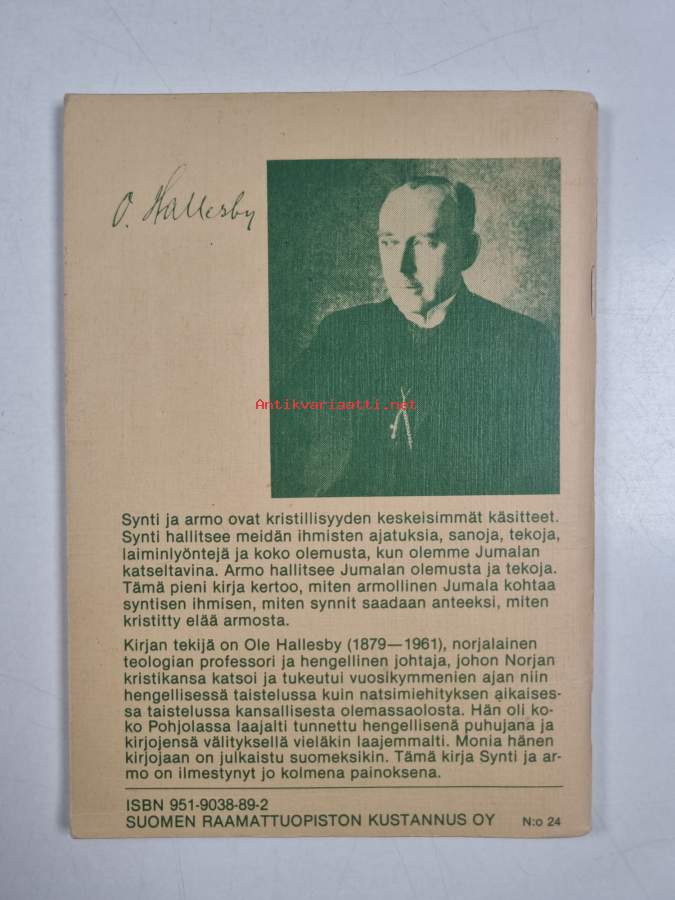 O. Hallesby
Antikvariaatti.net
Synti ja armo ovat kristillisyyden keskeisimmät käsitteet.
Synti hallitsee meidän ihmisten ajatuksia, sanoja, tekoja,
laiminlyöntejä ja koko olemusta, kun olemme Jumalan
katseltavina. Armo hallitsee Jumalan olemusta ja tekoja.
Tämä pieni kirja kertoo, miten armollinen Jumala kohtaa
syntisen ihmisen, miten synnit saadaan anteeksi, miten
kristitty elää armosta.
Kirjan tekijä on Ole Hallesby (1879—1961), norjalainen
teologian professori ja hengellinen johtaja, johon Norjan
kristikansa katsoi ja tukeutui vuosikymmenien ajan niin
hengellisessä taistelussa kuin natsimiehityksen aikaises-
sa taistelussa kansallisesta olemassaolosta. Hän oli ko-
ko Pohjolassa laajalti tunnettu hengellisenä puhujana ja
kirjojensä välityksellä vieläkin laajemmalti. Monia hänen
kirjojaan on julkaistu suomeksikin. Tämä kirja Synti ja ar-
mo on ilmestynyt jo kolmena painoksena.
ISBN 951-9038-89-2
SUOMEN RAAMATTUOPISTON KUSTANNUS OY N:o 24